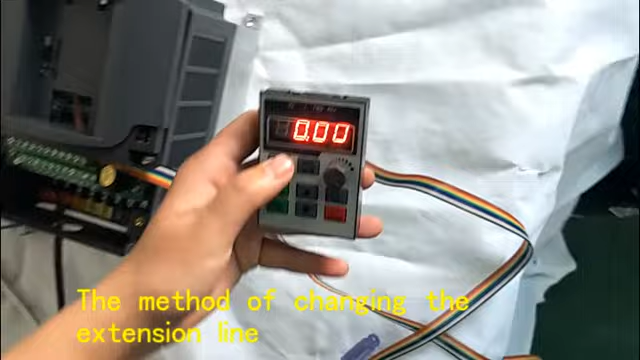 0.00
The method of changing the
extension line